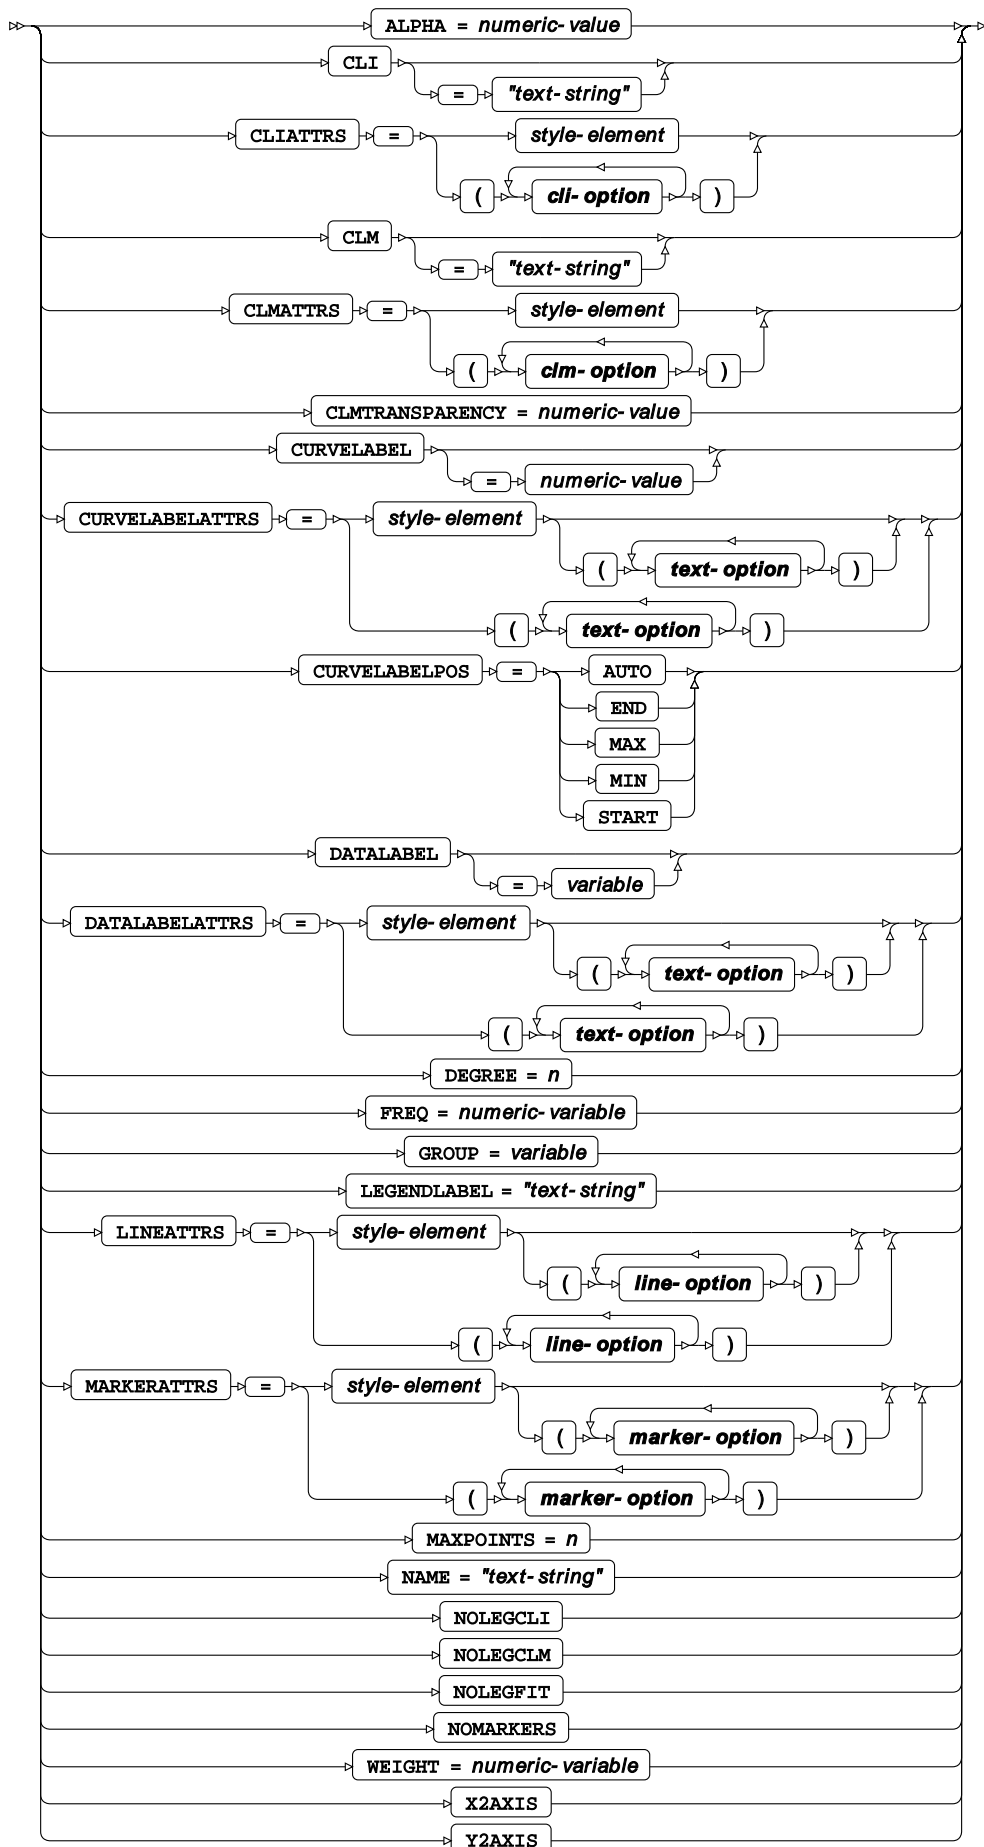 ALPHA = numeric-value
CLI
= "text-string"
CLIATTRS = style-element
( cli-option )
CLM
= "text-string"
CLMATTRS = style-element
( clm-option )
CLMTRANSPARENCY = numeric-value
CURVELABEL
= numeric-value
CURVELABELATTRS = style-element
( text-option )
( text-option )
CURVELABELPOS = AUTO
END
MAX
MIN
START
DATALABEL
= variable
DATALABELATTRS = style-element
( text-option )
( text-option )
DEGREE = n
FREQ = numeric-variable
GROUP = variable
LEGENDLABEL = "text-string"
LINEATTRS = style-element
( line-option )
( line-option )
MARKERATTRS = style-element
( marker-option )
( marker-option )
MAXPOINTS = n
NAME = "text-string"
NOLEGCLI
NOLEGCLM
NOLEGFIT
NOMARKERS
WEIGHT = numeric-variable
X2AXIS
Y2AXIS